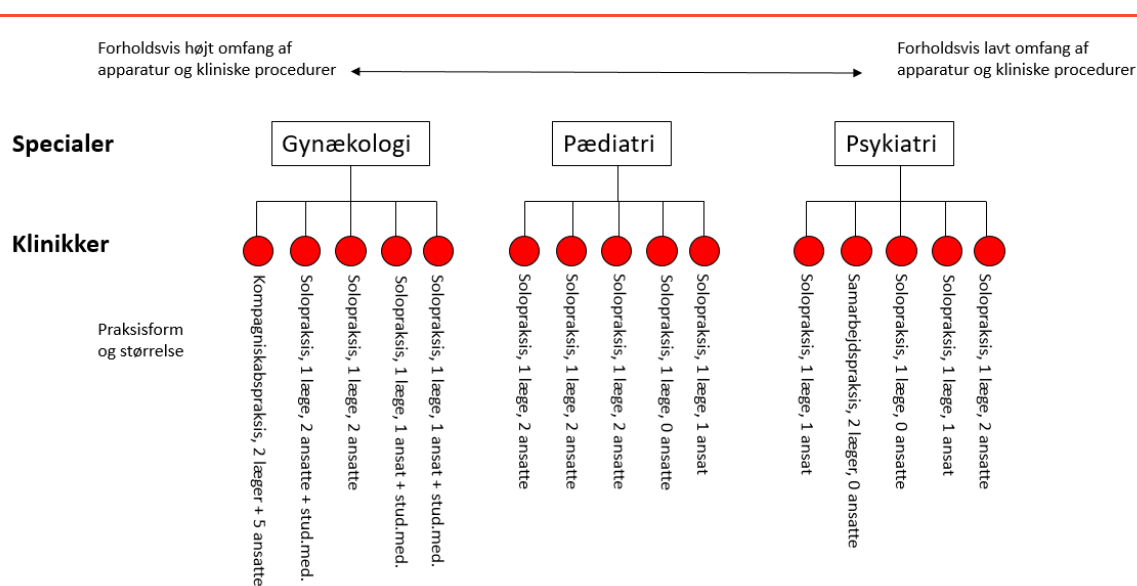 Forholdsvis højt omfang af
apparatur og kliniske procedurer
Forholdsvis lavt omfang af
apparatur og kliniske procedurer
Specialer
Gynækologi
Pædiatri
Psykiatri
Klinikker
Praksisform
og størrelse
Kompagniskabspraksis, 2 læger + 5 ansatte
Solopraksis, 1 læge, 2 ansatte + stud.med.
Solopraksis, 1 læge, 2 ansatte
Solopraksis, 1 læge, 1 ansat + stud.med.
Solopraksis, 1 læge, 1 ansat + stud.med.
Solopraksis, 1 læge, 2 ansatte
Solopraksis, 1 læge, 2 ansatte
Solopraksis, 1 læge, 2 ansatte
Solopraksis, 1 læge, 0 ansatte
Solopraksis, 1 læge, 1 ansat
Solopraksis, 1 læge, 1 ansat
Samarbejdspraksis, 2 læger, 0 ansatte
Solopraksis, 1 læge, 0 ansatte
Solopraksis, 1 læge, 1 ansat
Solopraksis, 1 læge, 2 ansatte